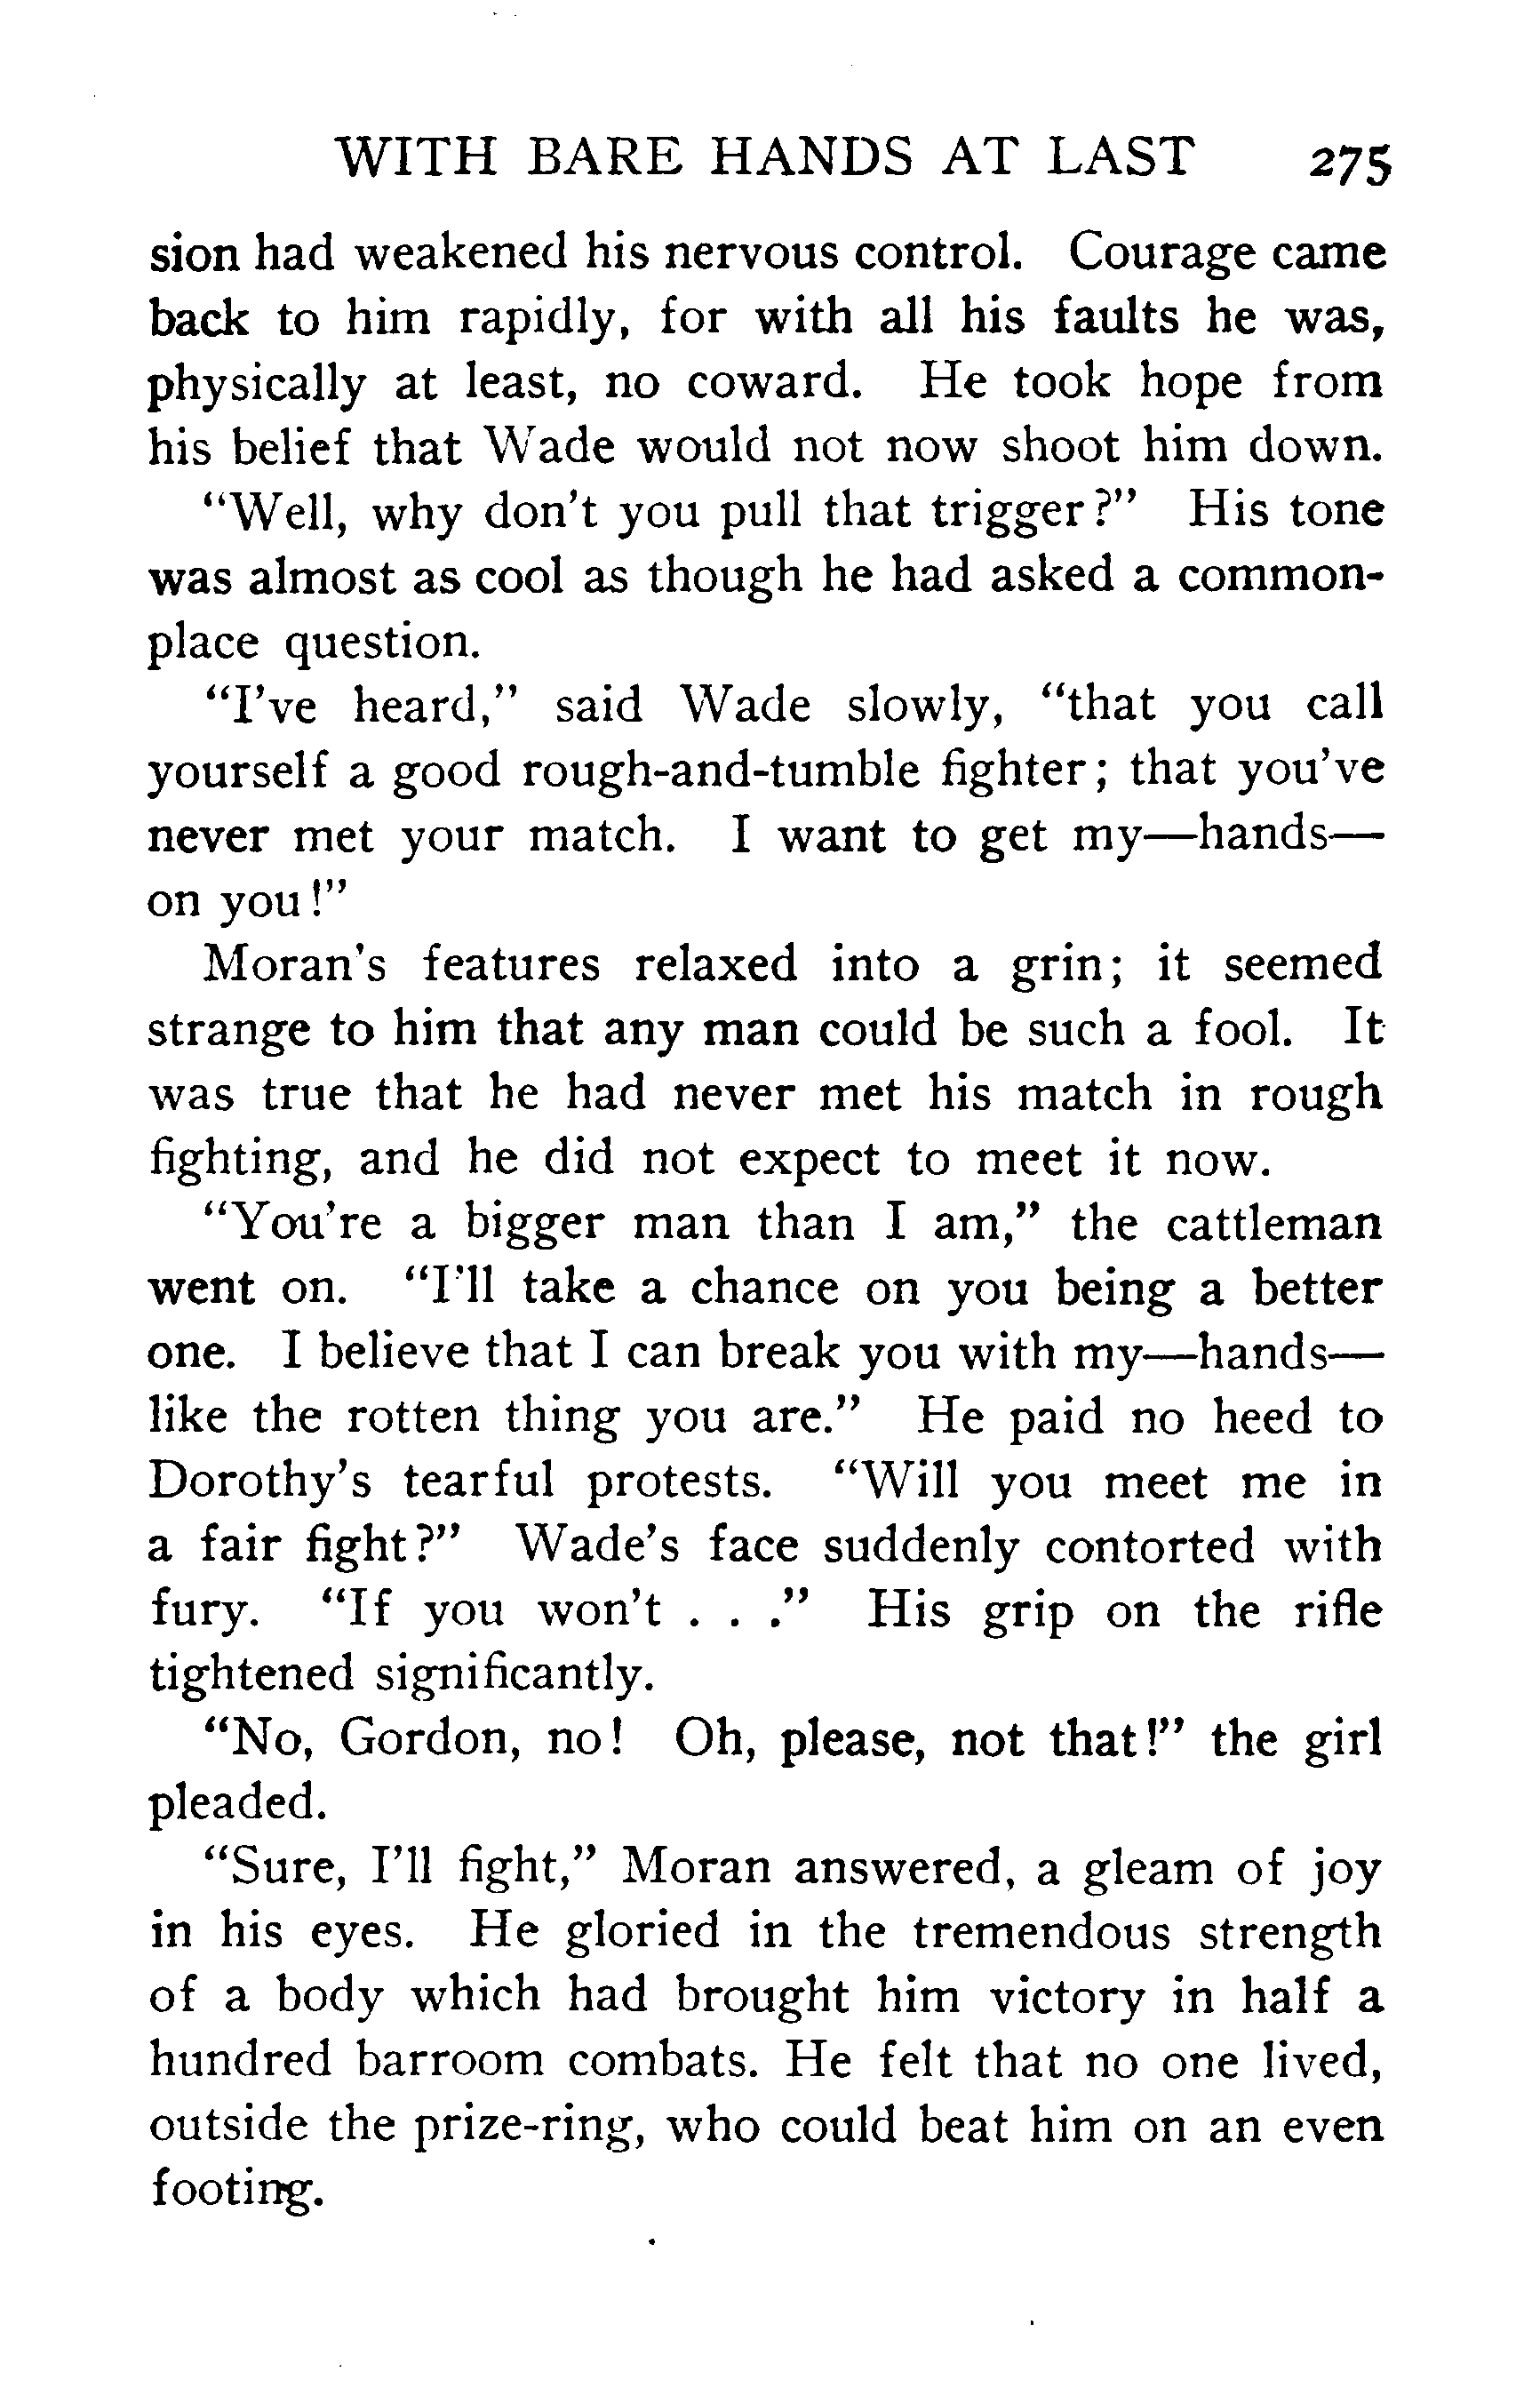 WITH BARE HANDS AT LAST 275
sion had weakened his nervous control. Courage came
back to him rapidly, for with all his faults he was,
physically at least, no coward. He took hope from
his belief that Wade would not now shoot him down.
"Well, why don't you pull that trigger?" His tone
was almost as cool as though he had asked a common-
place question.
"I've heard," said Wade slowly, "that you call
yourself a good rough-and-tumble fighter; that you've
never met your match. I want to get my—hands—
on you!"
Moran's features relaxed into a grin; it seemed
strange to him that any man could be such a fool. It
was true that he had never met his match in rough
fighting, and he did not expect to meet it now.
"You're a bigger man than I am," the cattleman
went on. "I'll take a chance on you being a better
one. I believe that I can break you with my—hands—
like the rotten thing you are." He paid no heed to
Dorothy's tearful protests. "Will you meet me in
a fair fight?" Wade's face suddenly contorted with
fury. "If you won't . . ." His grip on the rifle
tightened significantly.
"No, Gordon, no! Oh, please, not that!" the girl
pleaded.
"Sure, I'll fight," Moran answered, a gleam of joy
in his eyes. He gloried in the tremendous strength
of a body which had brought him victory in half a
hundred barroom combats. He felt that no one lived,
outside the prize-ring, who could beat him on an even
footing.